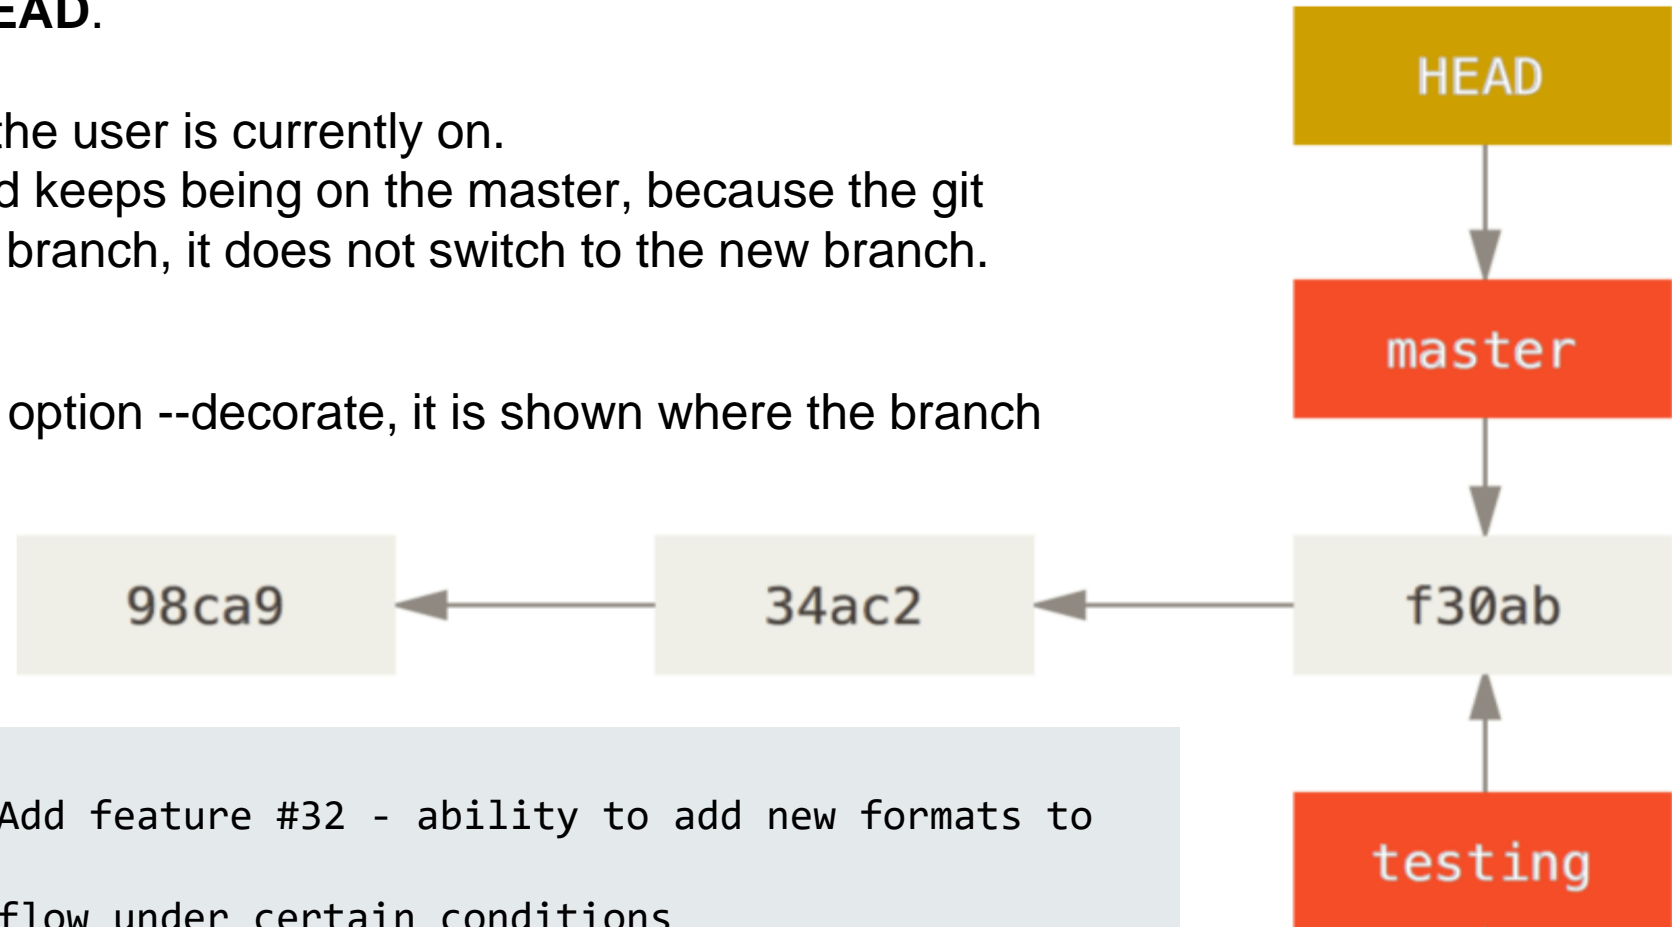 EAD.
the user is currently on.
d keeps being on the master, because the git
branch, it does not switch to the new branch.
option --decorate, it is shown where the branch
HEAD
master
98ca9
34ac2
f30ab
testing
Add feature #32 - ability to add new formats to
flow under certain conditions